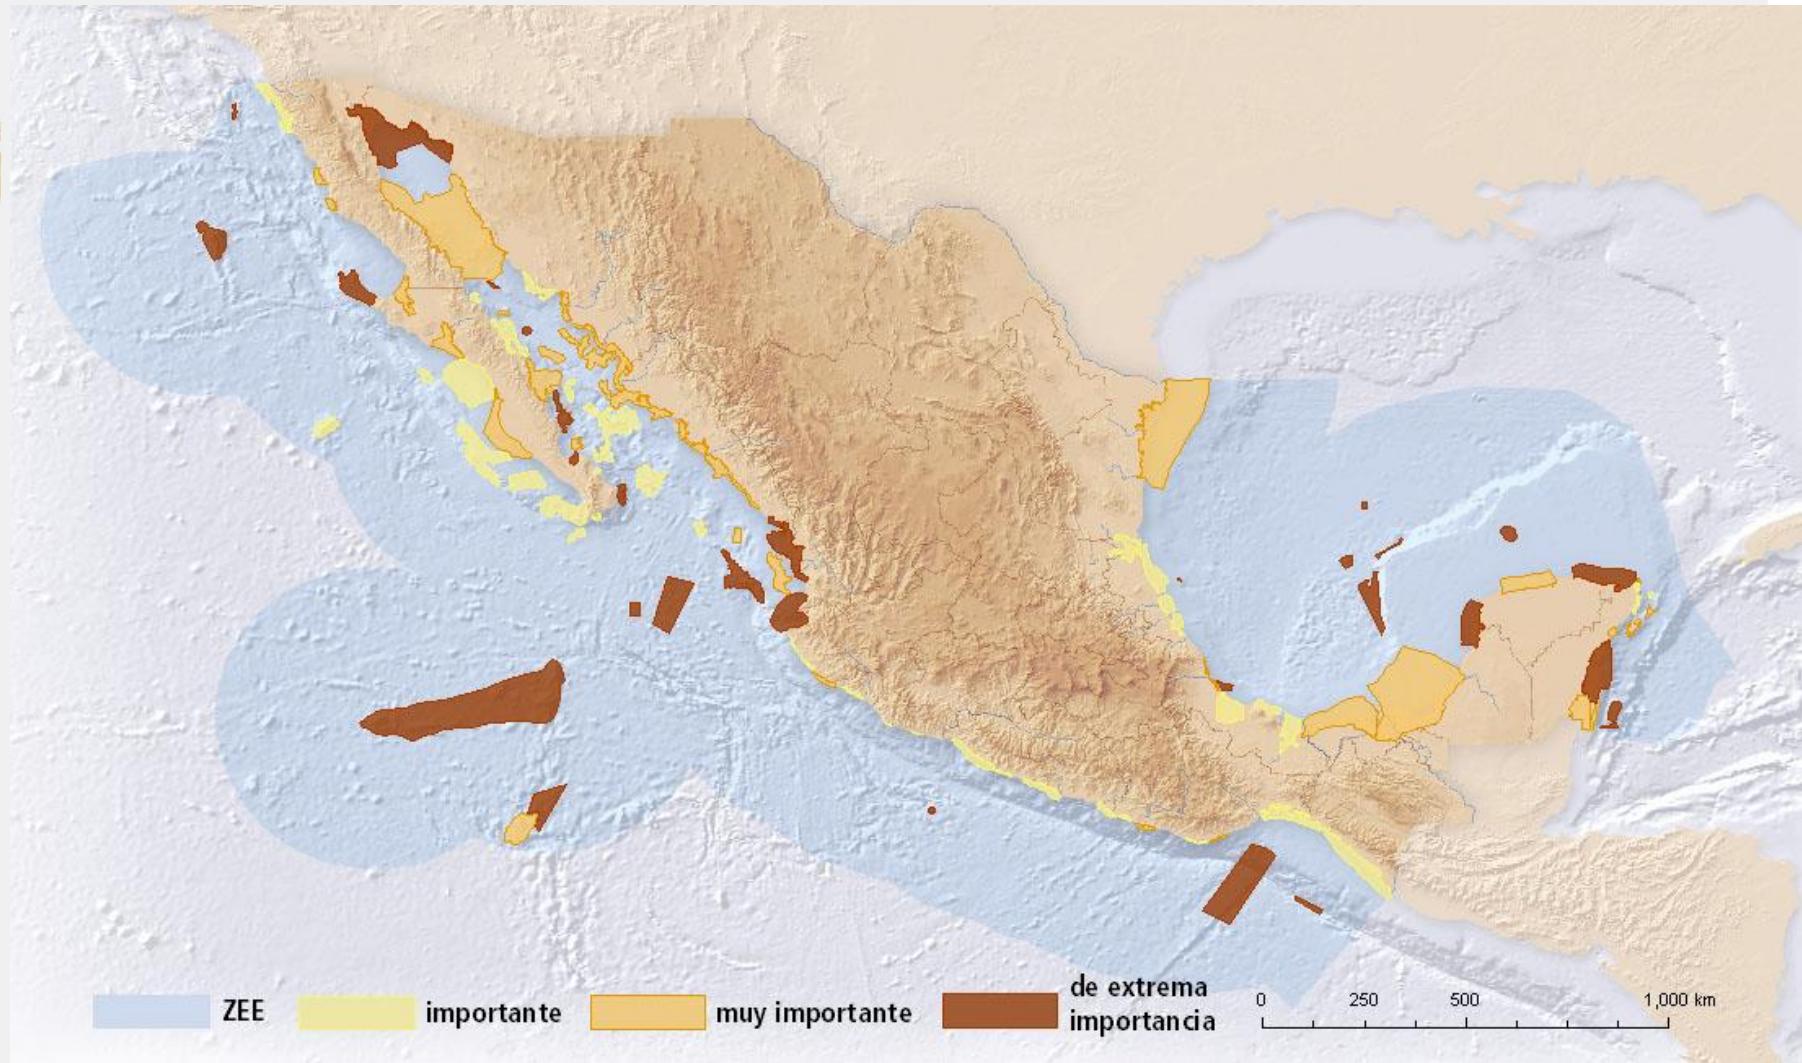 ZEE
importante
muy importante
de extrema
importancia
0 250 500 1,000 km